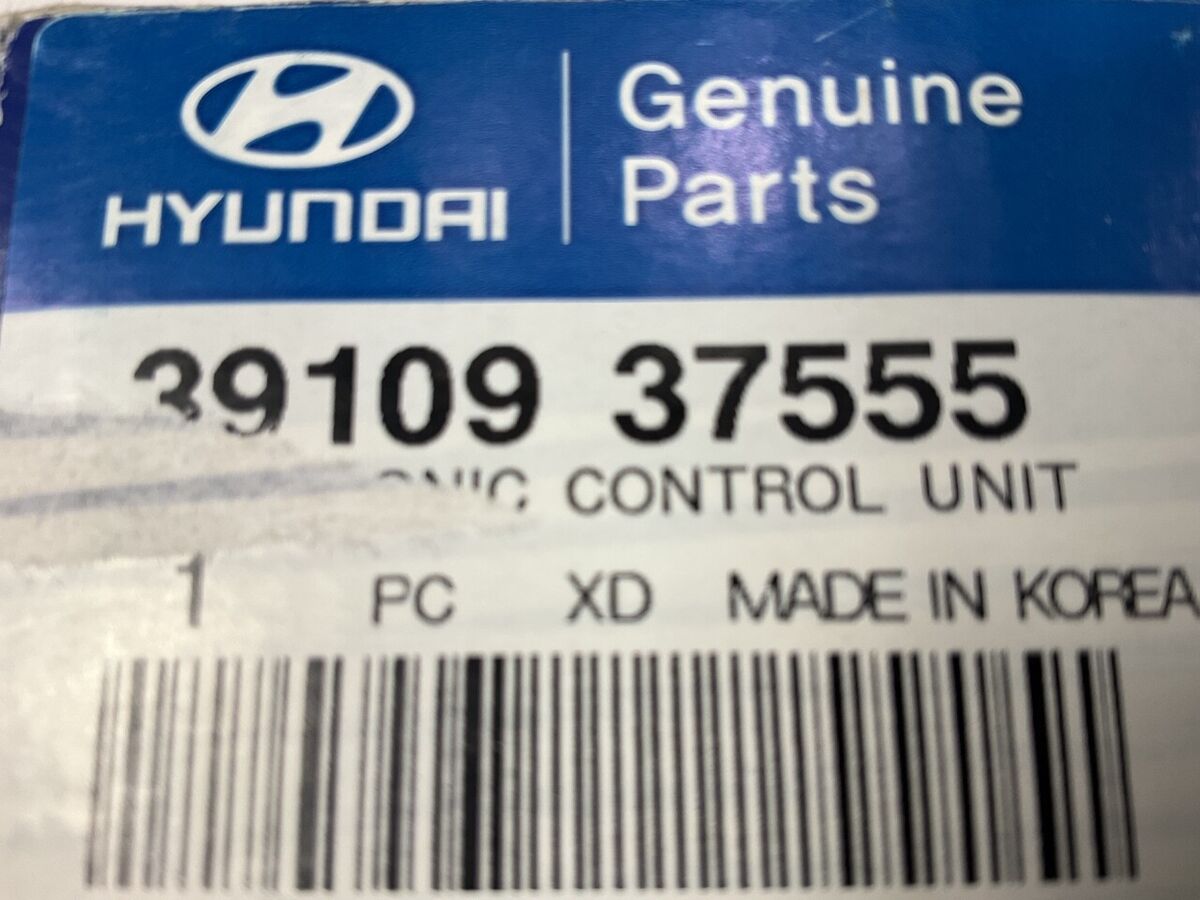 HYUNDAI
Genuine
Parts
39109 37555
CONTROL UNIT
1 PC XD MADE IN KOREA